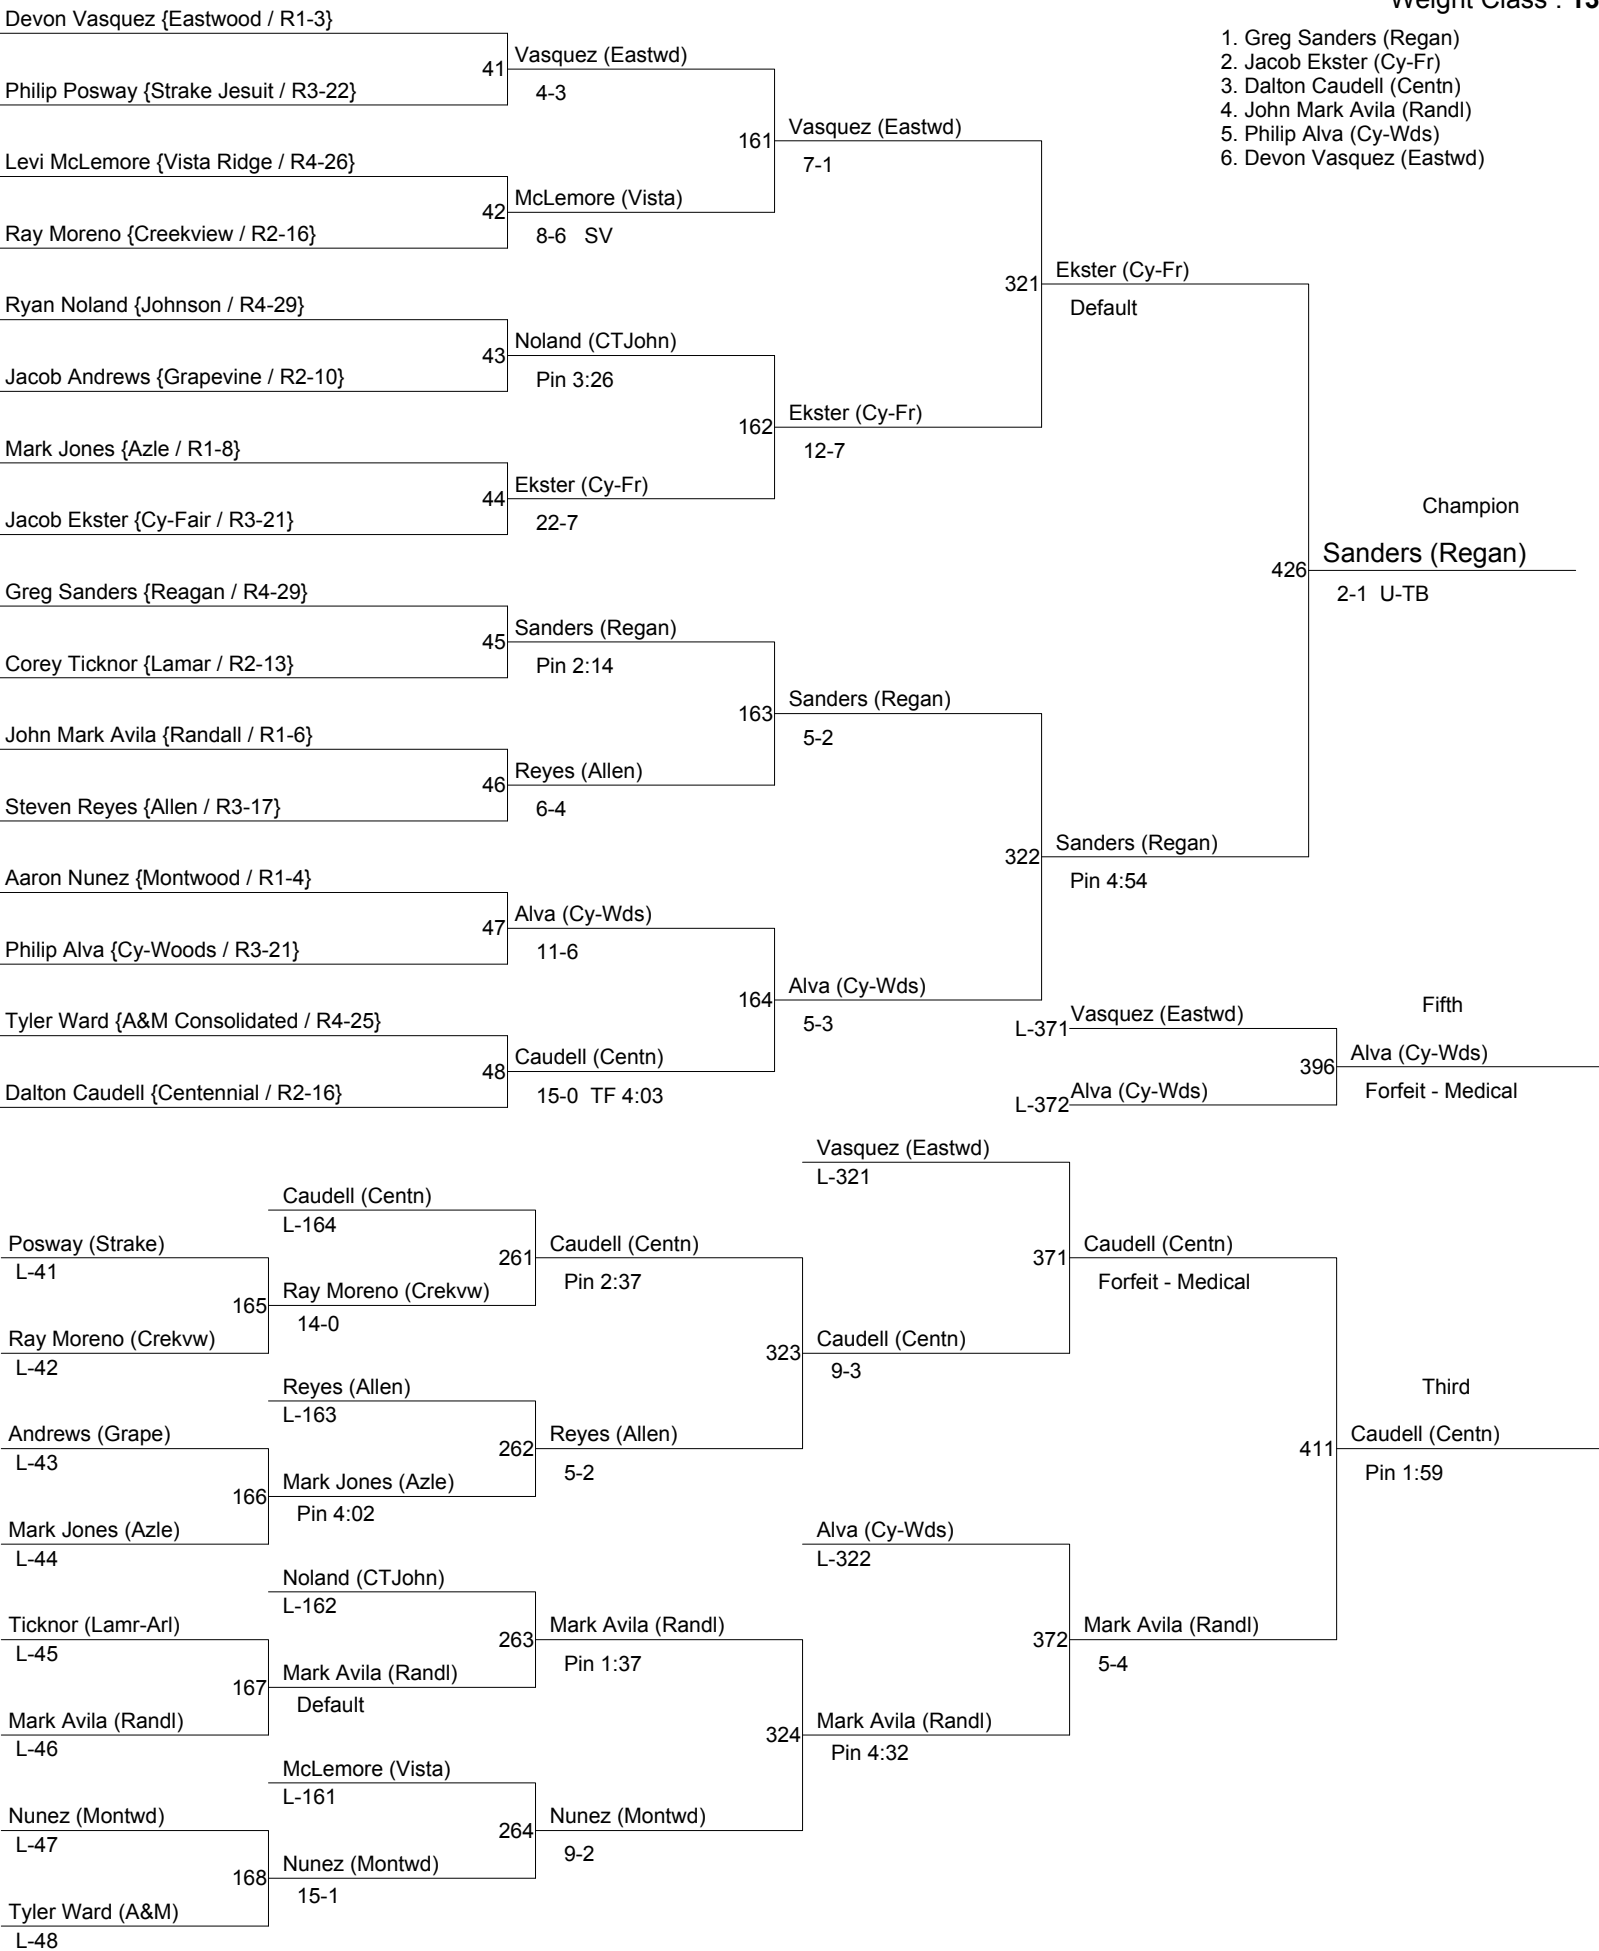 Weight Class :
1. Greg Sanders (Regan)
2. Jacob Ekster (Cy-Fr)
3. Dalton Caudell (Centn)
4. John Mark Avila (Randl)
5. Philip Alva (Cy-Wds)
6. Devon Vasquez (Eastwd)
Devon Vasquez {Eastwood / R1-3}
41
Vasquez (Eastwd)
4-3
Philip Posway {Strake Jesuit / R3-22}
161
Vasquez (Eastwd)
7-1
Levi McLemore {Vista Ridge / R4-26}
42
McLemore (Vista)
8-6 SV
Ray Moreno {Creekview / R2-16}
321
Ekster (Cy-Fr)
Default
Ryan Noland {Johnson / R4-29}
43
Noland (CTJohn)
Pin 3:26
Jacob Andrews {Grapevine / R2-10}
162
Ekster (Cy-Fr)
12-7
Mark Jones {Azle / R1-8}
44
Ekster (Cy-Fr)
22-7
Jacob Ekster {Cy-Fair / R3-21}
Champion
426
Sanders (Regan)
2-1 U-TB
Greg Sanders {Reagan / R4-29}
45
Sanders (Regan)
Pin 2:14
Corey Ticknor {Lamar / R2-13}
163
Sanders (Regan)
5-2
John Mark Avila {Randall / R1-6}
46
Reyes (Allen)
6-4
Steven Reyes {Allen / R3-17}
322
Sanders (Regan)
Pin 4:54
Aaron Nunez {Montwood / R1-4}
47
Alva (Cy-Wds)
11-6
Philip Alva {Cy-Woods / R3-21}
164
Alva (Cy-Wds)
5-3
Tyler Ward {A&M Consolidated / R4-25}
48
Caudell (Centn)
15-0 TF 4:03
Dalton Caudell {Centennial / R2-16}
L-371
Vasquez (Eastwd)
Fifth
396
Alva (Cy-Wds)
Forfeit - Medical
L-372
Alva (Cy-Wds)
Vasquez (Eastwd)
L-321
Caudell (Centn)
L-164
Posway (Strake)
L-41
261
Caudell (Centn)
Pin 2:37
371
Caudell (Centn)
Forfeit - Medical
165
Ray Moreno (Crekvw)
14-0
Ray Moreno (Crekvw)
L-42
323
Caudell (Centn)
9-3
Reyes (Allen)
L-163
Third
Andrews (Grape)
L-43
262
Reyes (Allen)
5-2
411
Caudell (Centn)
Pin 1:59
166
Mark Jones (Azle)
Pin 4:02
Mark Jones (Azle)
L-44
Alva (Cy-Wds)
L-322
Noland (CTJohn)
L-162
Ticknor (Lamr-Arl)
L-45
263
Mark Avila (Randl)
Pin 1:37
372
Mark Avila (Randl)
5-4
167
Mark Avila (Randl)
Default
Mark Avila (Randl)
L-46
324
Mark Avila (Randl)
Pin 4:32
McLemore (Vista)
L-161
Nunez (Montwd)
L-47
264
Nunez (Montwd)
9-2
168
Nunez (Montwd)
15-1
Tyler Ward (A&M)
L-48